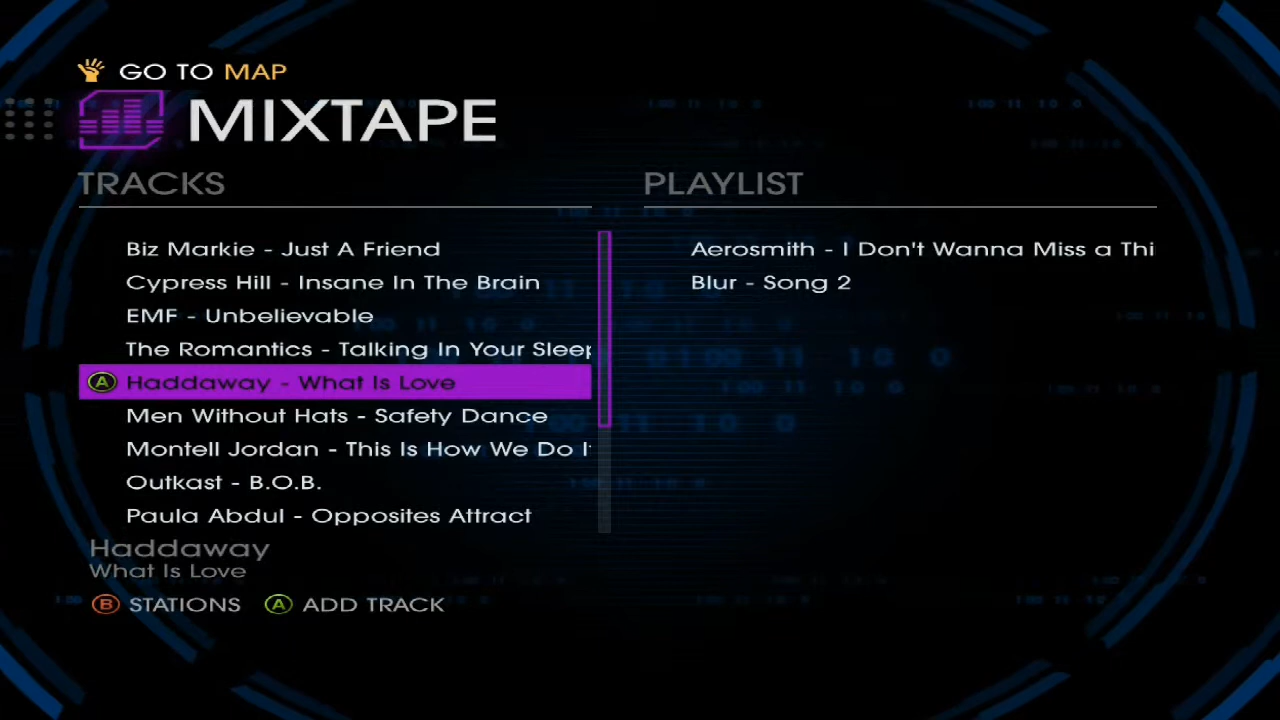 GO TO MAP
MIXTAPE
TRACKS
Biz Markie - Just A Friend
Cypress Hill - Insane In The Brain
EMF - Unbelievable
The Romantics - Talking In Your Sleep
A Haddaway - What Is Love
Men Without Hats - Safety Dance
Montell Jordan - This Is How We Do It
Outkast - B.O.B.
Paula Abdul - Opposites Attract
PLAYLIST
Aerosmith - I Don't Wanna Miss a Thi
Blur - Song 2
Haddaway
What Is Love
B STATIONS A ADD TRACK